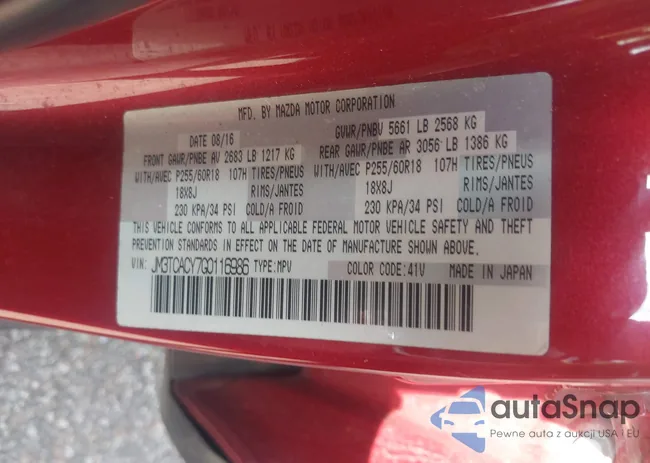 MFD. BY MAZDA MOTOR CORPORATION
DATE 08/16 GVWR/PNBV 5661 LB 2568 KG
FRONT GAWR/PNBE AV 2683 LB 1217 KG REAR GAWR/PNBE AR 3056 LB 1386 KG
WITH/AVEC P255/60R18 107H TIRES/PNEUS WITH/AVEC P255/60R18 107H TIRES/PNEUS
18X8J RIMS/JANTES 18X8J RIMS/JANTES
230 KPA/34 PSI COLD/A FROID 230 KPA/34 PSI COLD/A FROID
THIS VEHICLE CONFORMS TO ALL APPLICABLE FEDERAL MOTOR VEHICLE SAFETY AND THEFT
PREVENTION STANDARDS IN EFFECT ON THE DATE OF MANUFACTURE SHOWN ABOVE.
VIN: JM3TCACY7G0116986 TYPE: MPV COLOR CODE: 41V MADE IN JAPAN
autaSnap
Pewne auta z aukcji USA i EU